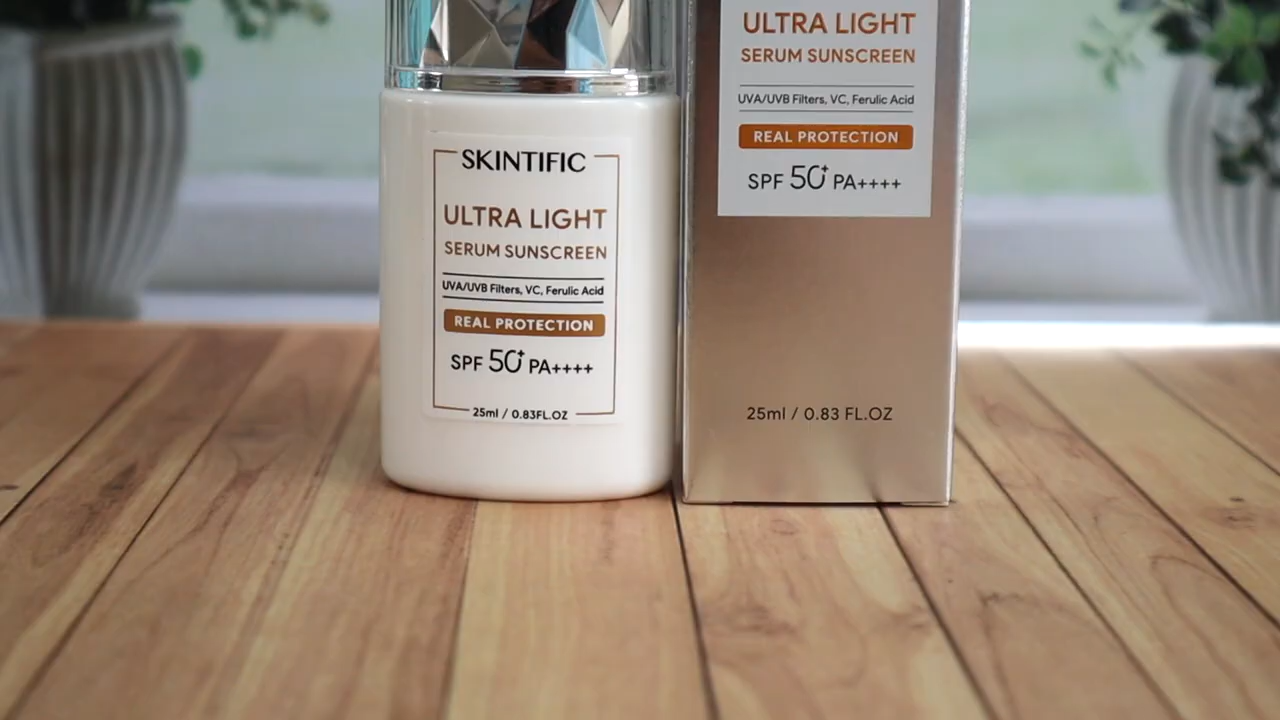 SKINTIFIC
ULTRA LIGHT
SERUM SUNSCREEN
UVA/UVB Filters, VC, Ferulic Acid
REAL PROTECTION
SPF 50+ PA++++
25ml / 0.83FL.OZ
ULTRA LIGHT
SERUM SUNSCREEN
UVA/UVB Filters, VC, Ferulic Acid
REAL PROTECTION
SPF 50+ PA++++
25ml / 0.83 FL.OZ